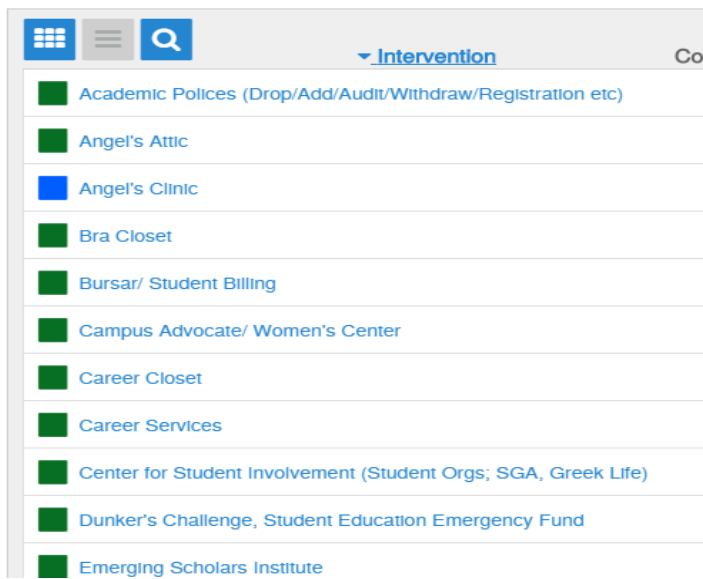 Intervention
Co
Academic Polices (Drop/Add/Audit/Withdraw/Registration etc)
Angel's Attic
Angel's Clinic
Bra Closet
Bursar/ Student Billing
Campus Advocate/ Women's Center
Career Closet
Career Services
Center for Student Involvement (Student Orgs; SGA, Greek Life)
Dunker's Challenge, Student Education Emergency Fund
Emerging Scholars Institute